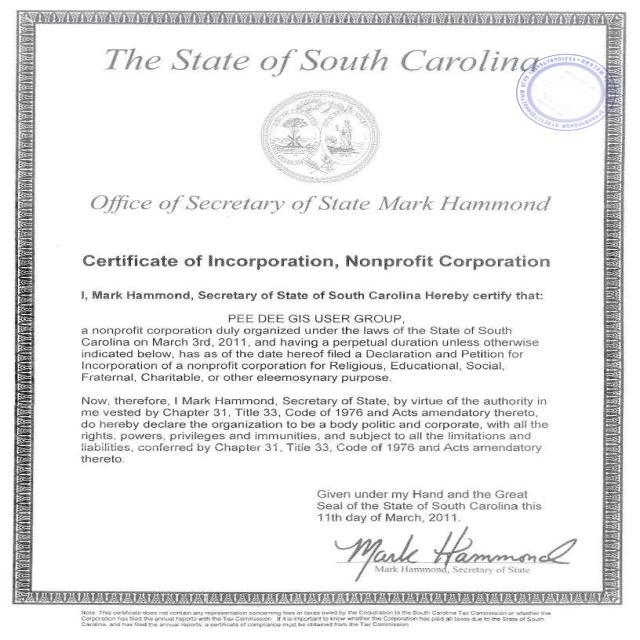 The State of South Carolina
Office of Secretary of State Mark Hammond
Certificate of Incorporation, Nonprofit Corporation
I, Mark Hammond, Secretary of State of South Carolina Hereby certify that:
PEE DEE GIS USER GROUP,
a nonprofit corporation duly organized under the laws of the State of South
Carolina on March 3rd, 2011, and having a perpetual duration unless otherwise
indicated below, has as of the date hereof filed a Declaration and Petition for
Incorporation of a nonprofit corporation for Religious, Educational, Social,
Fraternal, Charitable, or other eleemosynary purpose.
Now, therefore, I Mark Hammond, Secretary of State, by virtue of the authority in
me vested by Chapter 31, Title 33, Code of 1976 and Acts amendatory thereto,
do hereby declare the organization to be a body politic and corporate, with all the
rights, powers, privileges and immunities, and subject to all the limitations and
liabilities, conferred by Chapter 31, Title 33, Code of 1976 and Acts amendatory
thereto.
Given under my Hand and the Great
Seal of the State of South Carolina this
11th day of March, 2011.
Mark Hammond
Mark Hammond, Secretary of State
Note: This certificate does not contain any representation concerning fees or taxes owed by the Corporation to the South Carolina Tax Commission or whether the
Corporation has filed the annual reports with the Tax Commission. If it is important to know whether the Corporation has paid all taxes due to the State of South
Carolina, and has filed the annual reports, a certificate of compliance must be obtained from the Tax Commission.